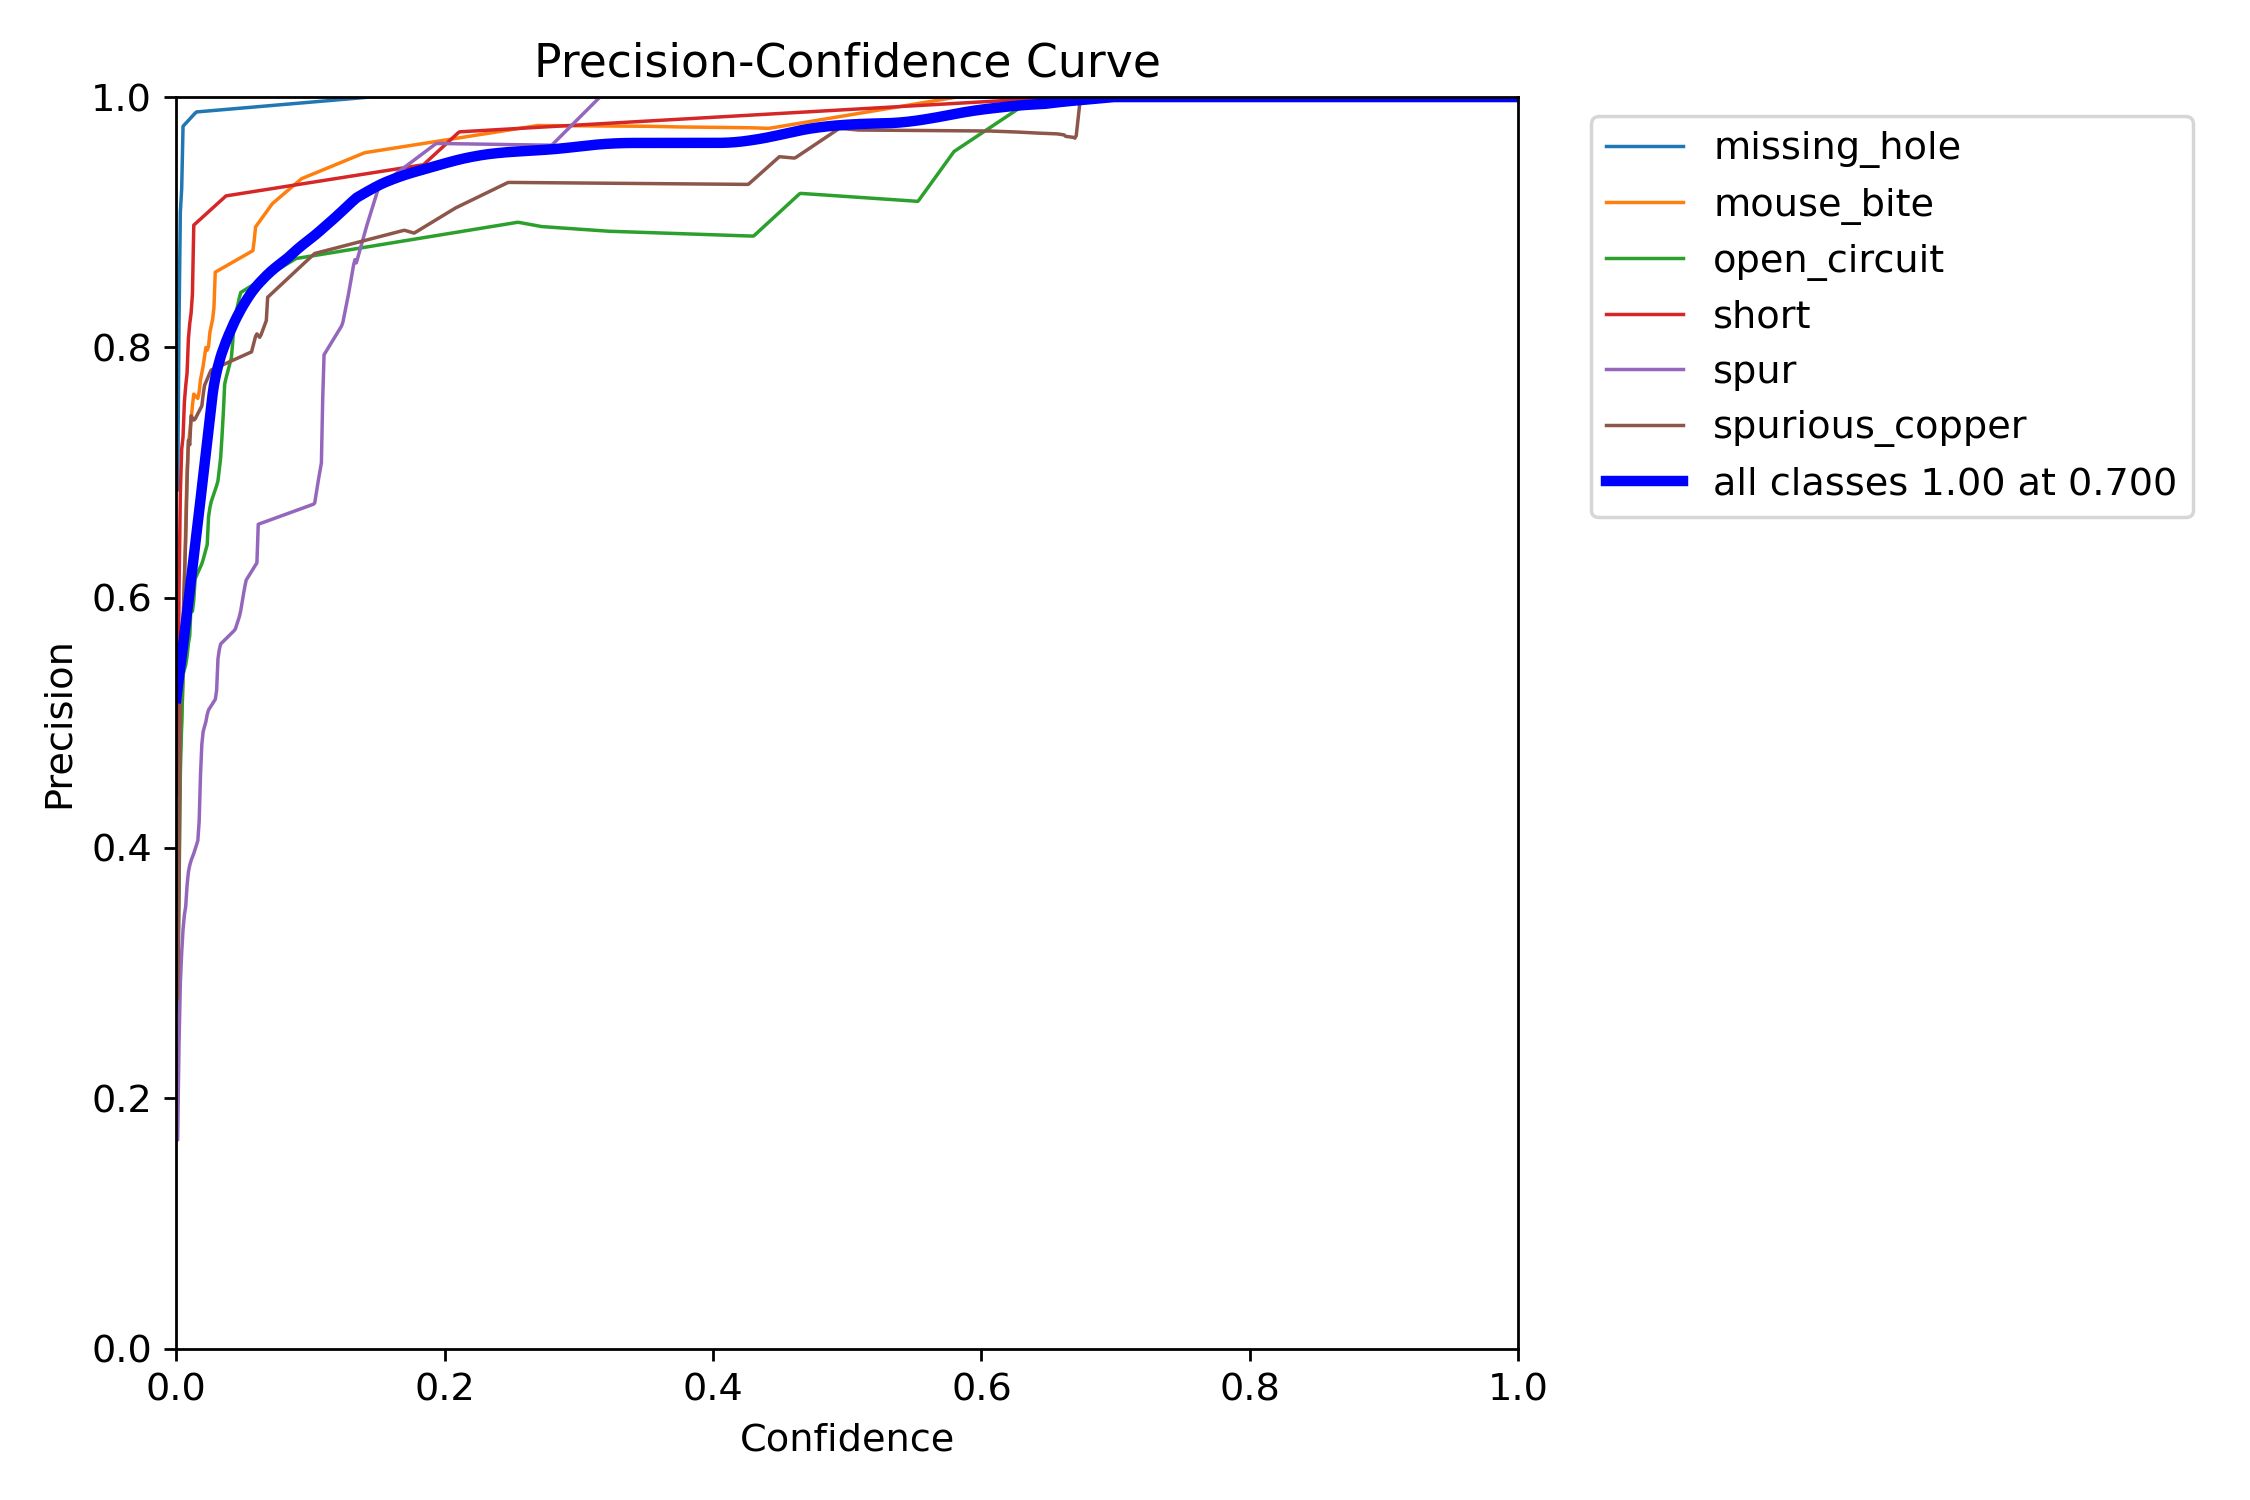 Precision-Confidence Curve
1.0
0.8
0.6
0.4
0.2
0.0
Precision
0.0 0.2 0.4 0.6 0.8 1.0
Confidence
missing_hole
mouse_bite
open_circuit
short
spur
spurious_copper
all classes 1.00 at 0.700